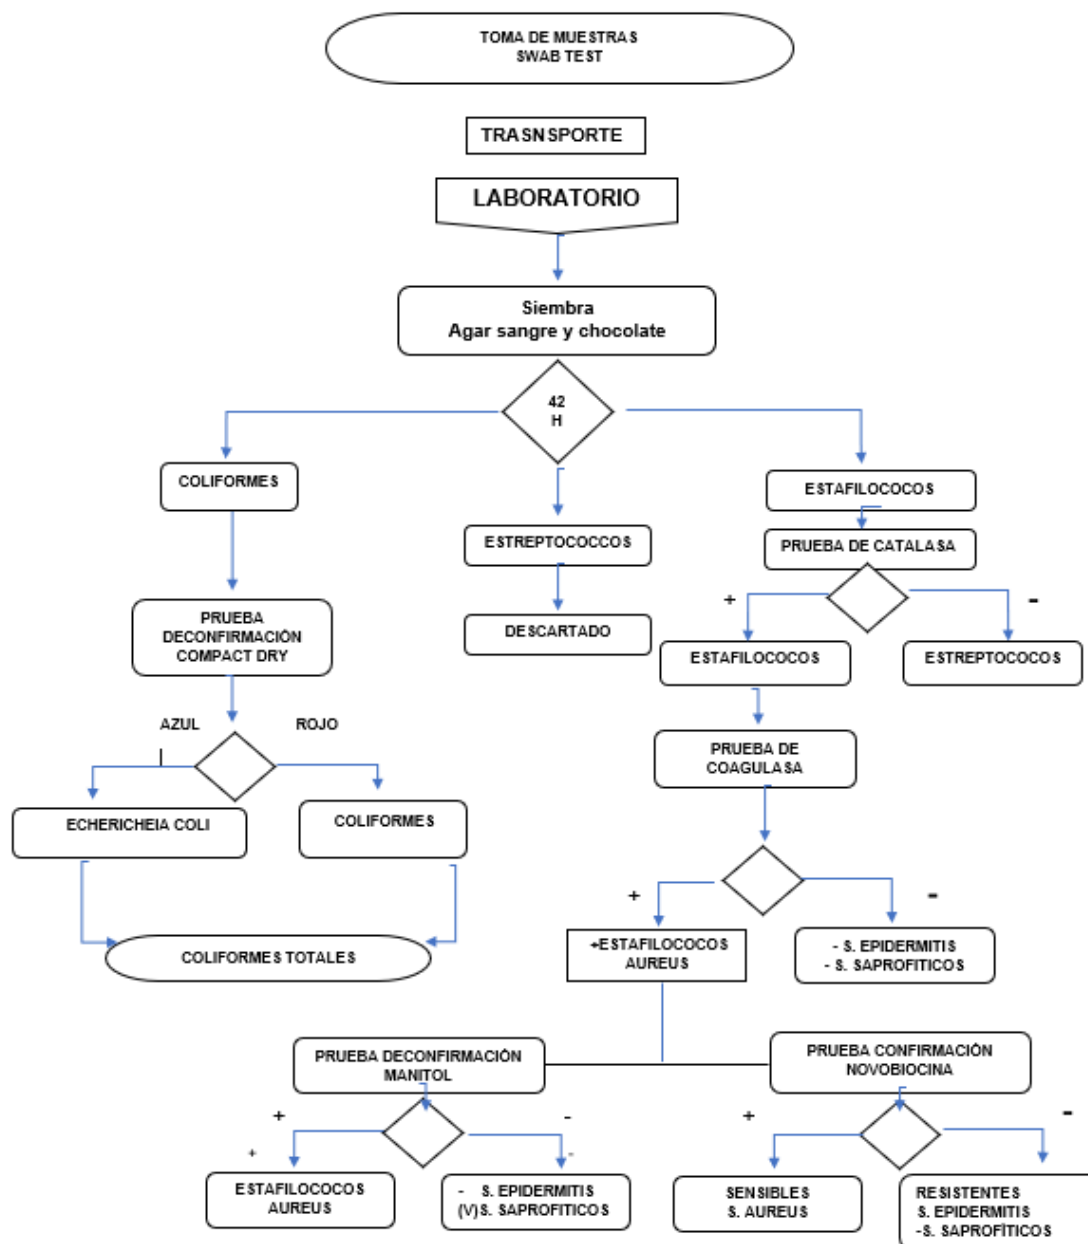 TOMA DE MUESTRAS
SWAB TEST
TRASNSPORTE
LABORATORIO
Siembra
Agar sangre y chocolate
42
H
COLIFORMES
ESTREPTOCOCCOS
ESTAFILOCOCOS
PRUEBA DE CATALASA
PRUEBA
DECONFIRMACIÓN
COMPACT DRY
DESCARTADO
+
-
ESTAFILOCOCOS
ESTREPTOCOCOS
AZUL
ROJO
PRUEBA DE
COAGULASA
ECHERICHEIA COLI
COLIFORMES
+
-
COLIFORMES TOTALES
+ESTAFILOCOCOS
AUREUS
- S. EPIDERMITIS
- S. SAPROFITICOS
PRUEBA DECONFIRMACIÓN
MANITOL
PRUEBA CONFIRMACIÓN
NOVOBIOCINA
+
-
+
-
+
-
ESTAFILOCOCOS
AUREUS
- S. EPIDERMITIS
(V) S. SAPROFITICOS
SENSIBLES
S. AUREUS
RESISTENTES
S. EPIDERMITIS
-S. SAPROFÍTICOS